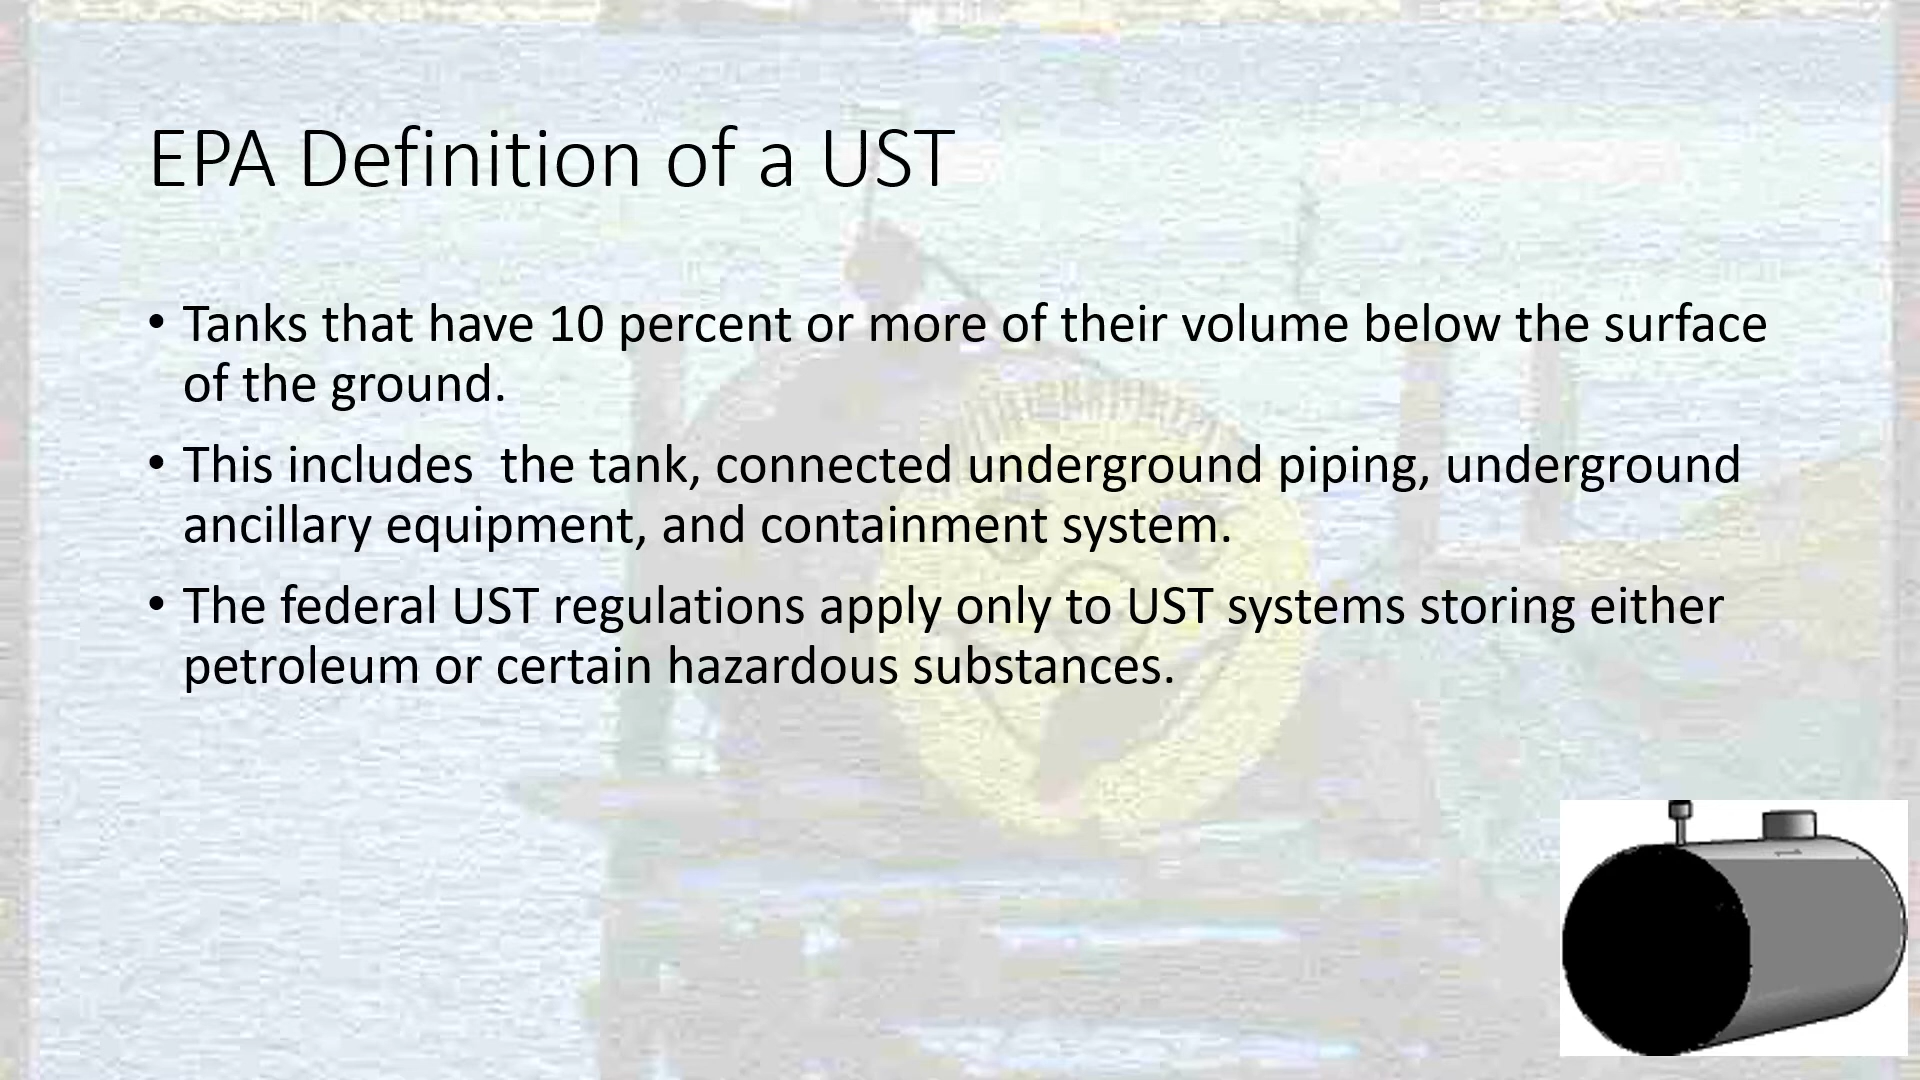 EPA Definition of a UST
• Tanks that have 10 percent or more of their volume below the surface
of the ground.
• This includes  the tank, connected underground piping, underground
ancillary equipment, and containment system.
• The federal UST regulations apply only to UST systems storing either
petroleum or certain hazardous substances.